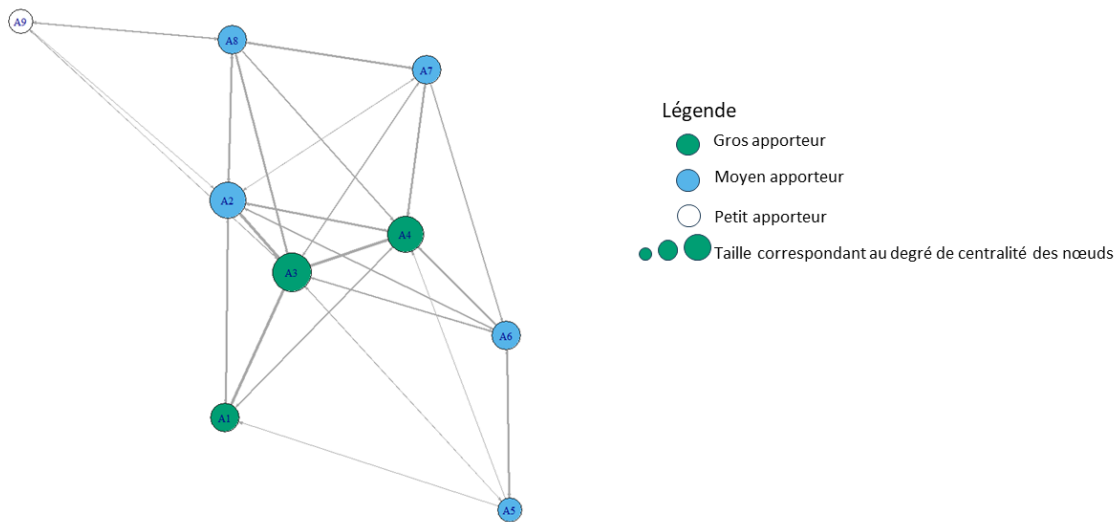 A9
A8
A7
A2
A4
A3
A6
A1
A5
Légende
Gros apporteur
Moyen apporteur
Petit apporteur
Taille correspondant au degré de centralité des nœuds